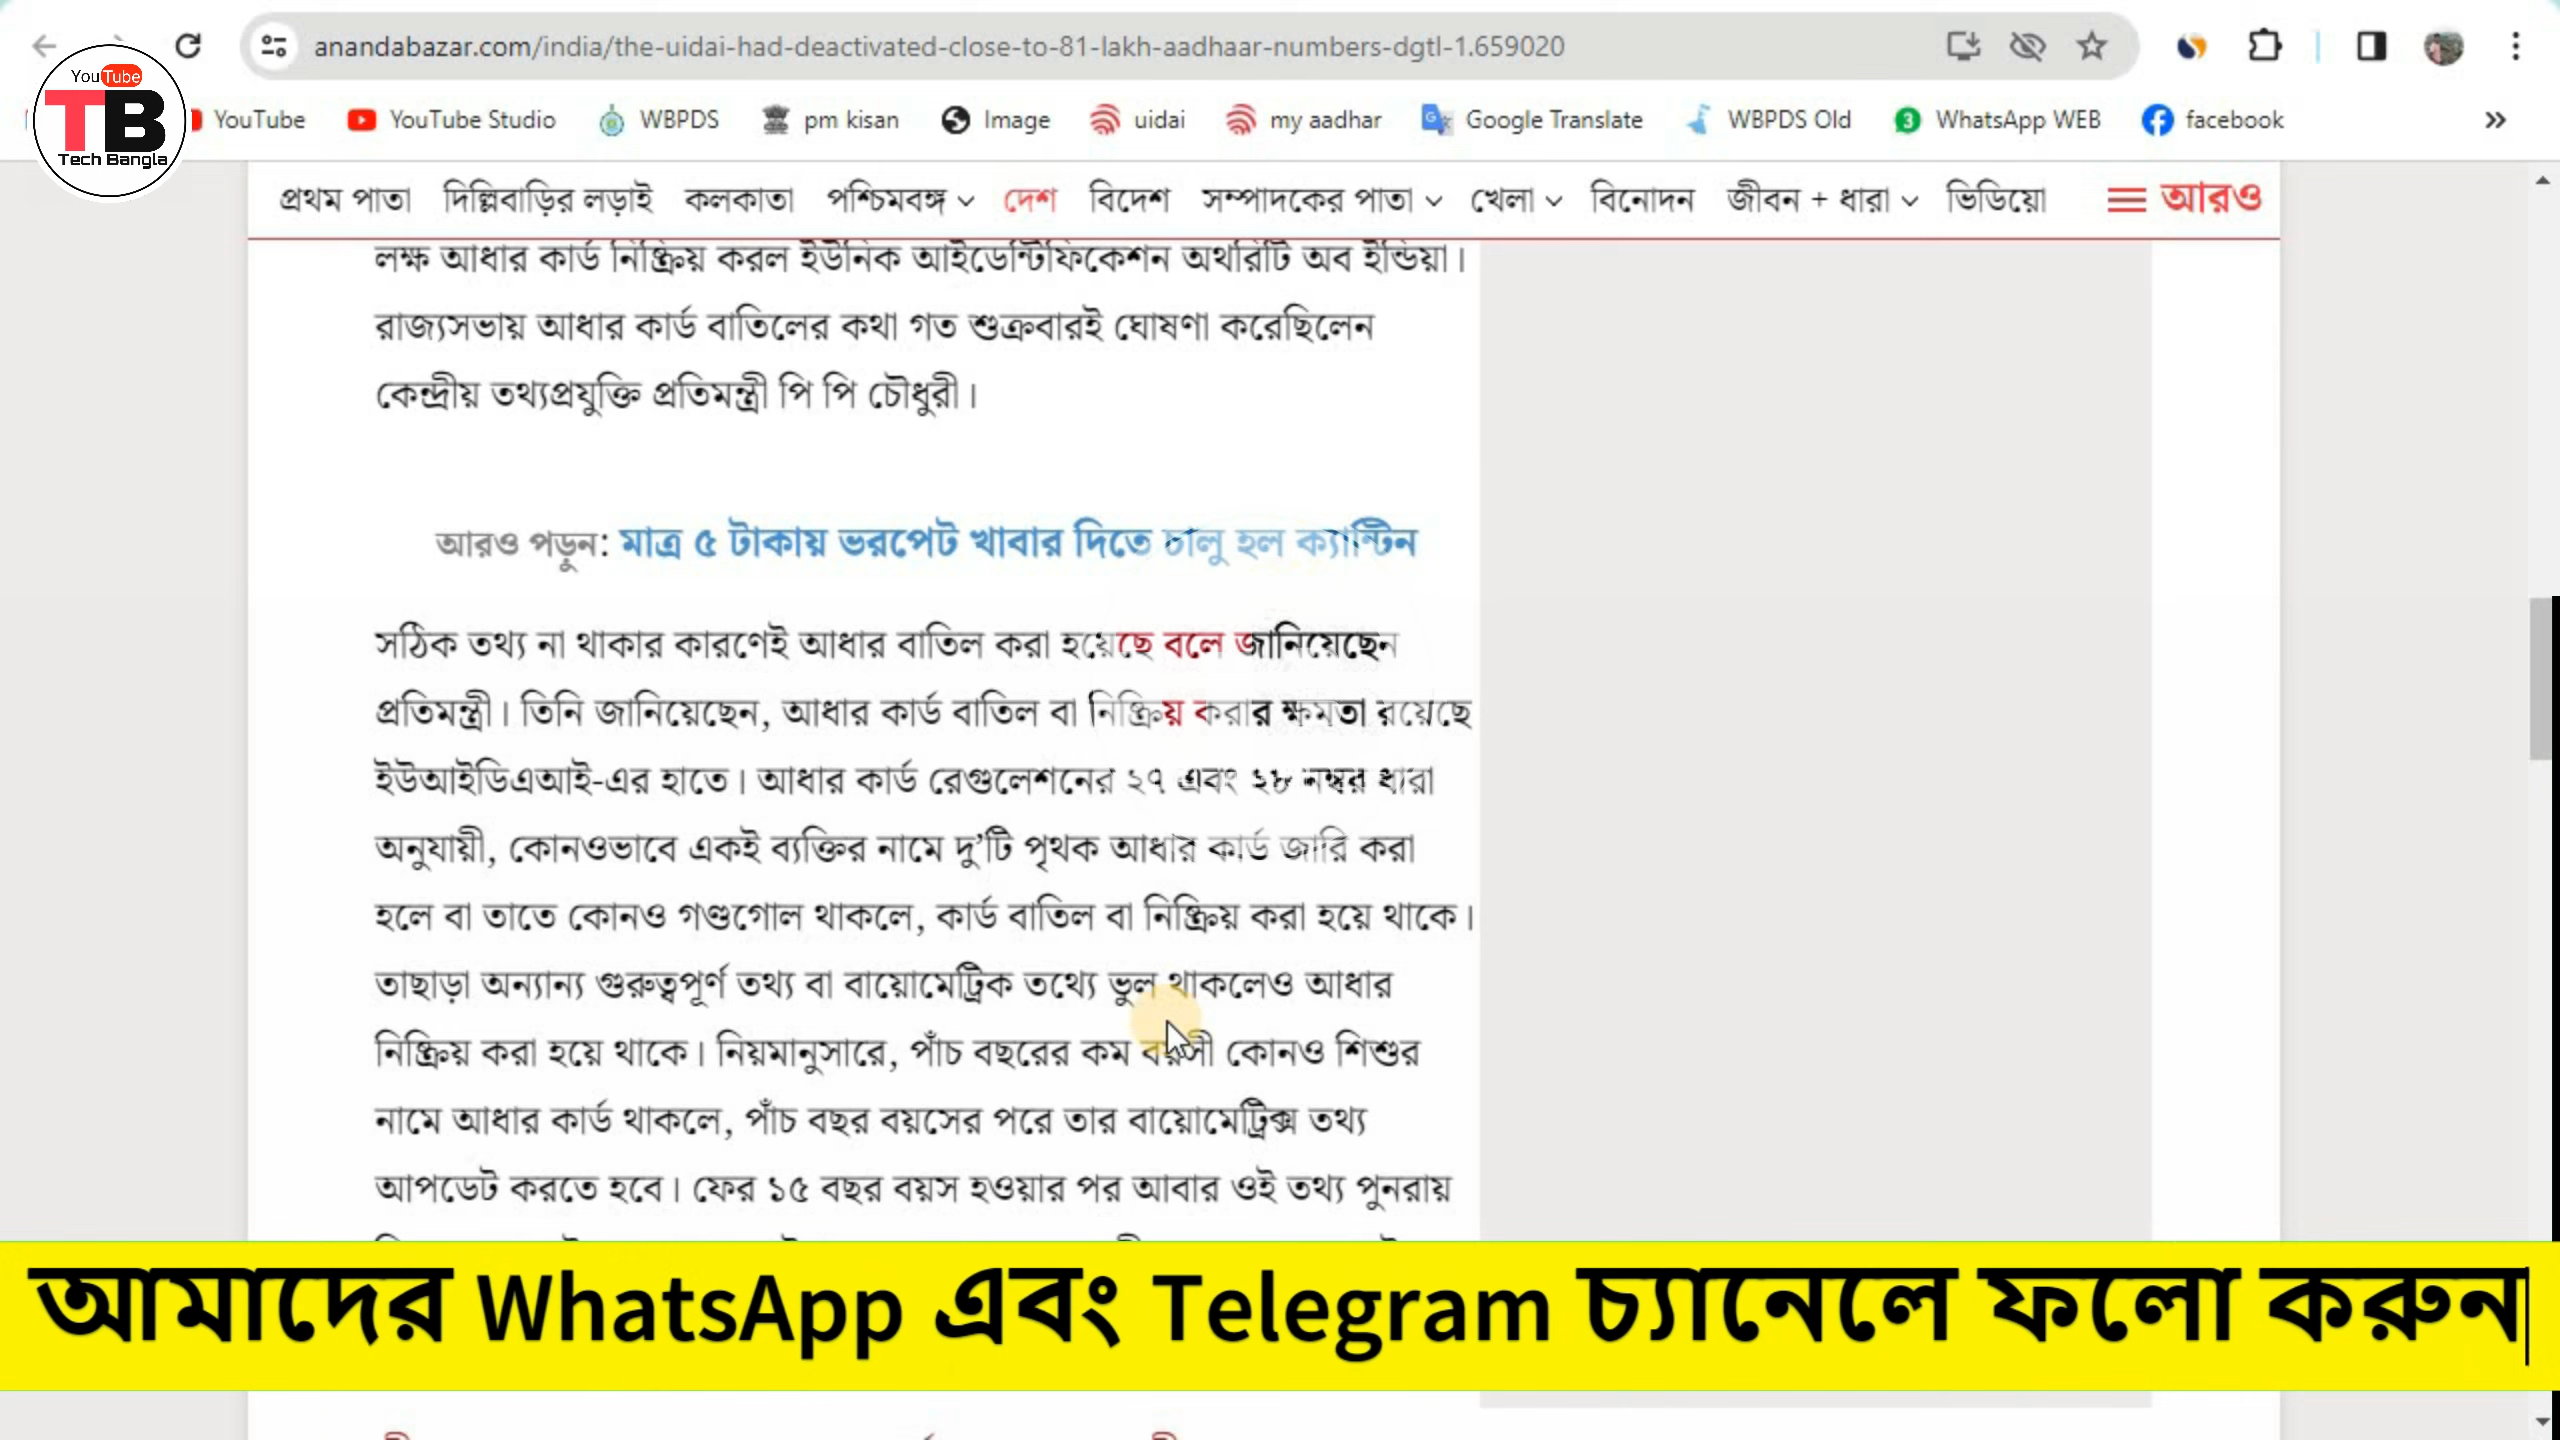 anandabazar.com/india/the-uidai-had-deactivated-close-to-81-lakh-aadhaar-numbers-dgtl-1.659020
YouTube
TB
Tech Bangla
YouTube YouTube Studio WBPDS pm kisan Image uidai my aadhar Google Translate WBPDS Old 3 WhatsApp WEB facebook »
প্রথম পাতা দিল্লিবাড়ির লড়াই কলকাতা পশ্চিমবঙ্গ দেশ বিদেশ সম্পাদকের পাতা খেলা বিনোদন জীবন + ধারা ভিডিয়ো আরও
লক্ষ আধার কার্ড নিষ্ক্রিয় করল ইউনিক আইডেন্টিফিকেশন অথরিটি অব ইন্ডিয়া।
রাজ্যসভায় আধার কার্ড বাতিলের কথা গত শুক্রবারই ঘোষণা করেছিলেন
কেন্দ্রীয় তথ্যপ্রযুক্তি প্রতিমন্ত্রী পি পি চৌধুরী।
আরও পড়ুন: মাত্র ৫ টাকায় ভরপেট খাবার দিতে চালু হল ক্যান্টিন
সঠিক তথ্য না থাকার কারণেই আধার বাতিল করা হয়েছে বলে জানিয়েছেন
প্রতিমন্ত্রী। তিনি জানিয়েছেন, আধার কার্ড বাতিল বা নিষ্ক্রিয় করার ক্ষমতা রয়েছে
ইউআইডিএআই-এর হাতে। আধার কার্ড রেগুলেশনের ২৭ এবং ২৮ নম্বর ধারা
অনুযায়ী, কোনওভাবে একই ব্যক্তির নামে দু’টি পৃথক আধার কার্ড জারি করা
হলে বা তাতে কোনও গণ্ডগোল থাকলে, কার্ড বাতিল বা নিষ্ক্রিয় করা হয়ে থাকে।
তাছাড়া অন্যান্য গুরুত্বপূর্ণ তথ্য বা বায়োমেট্রিক তথ্যে ভুল থাকলেও আধার
নিষ্ক্রিয় করা হয়ে থাকে। নিয়মানুসারে, পাঁচ বছরের কম বয়সী কোনও শিশুর
নামে আধার কার্ড থাকলে, পাঁচ বছর বয়সের পরে তার বায়োমেট্রিক্স তথ্য
আপডেট করতে হবে। ফের ১৫ বছর বয়স হওয়ার পর আবার ওই তথ্য পুনরায়
আমাদের WhatsApp এবং Telegram চ্যানেলে ফলো করুন